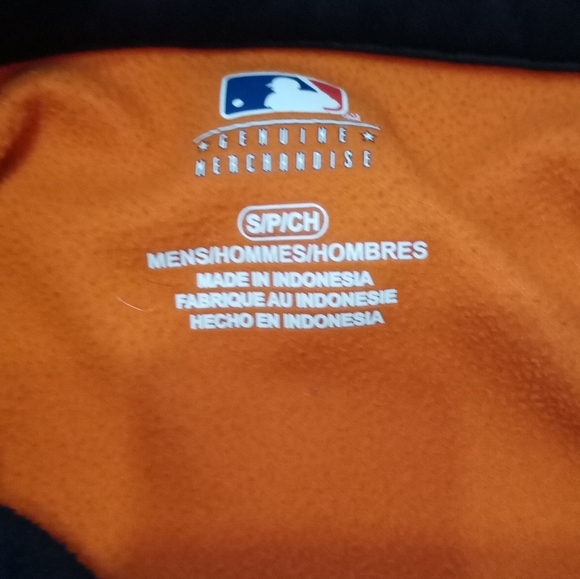 GENUINE
MERCHANDISE
S/P/CH
MENS/HOMMES/HOMBRES
MADE IN INDONESIA
FABRIQUE AU INDONESIE
HECHO EN INDONESIA